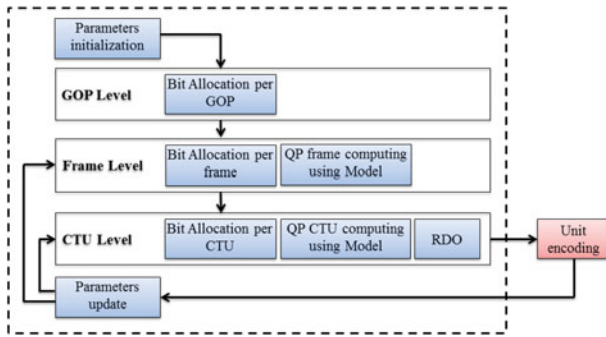 Parameters
initialization
GOP Level
Bit Allocation per
GOP
Frame Level
Bit Allocation per
frame
QP frame computing
using Model
CTU Level
Bit Allocation per
CTU
QP CTU computing
using Model
RDO
Unit
encoding
Parameters
update